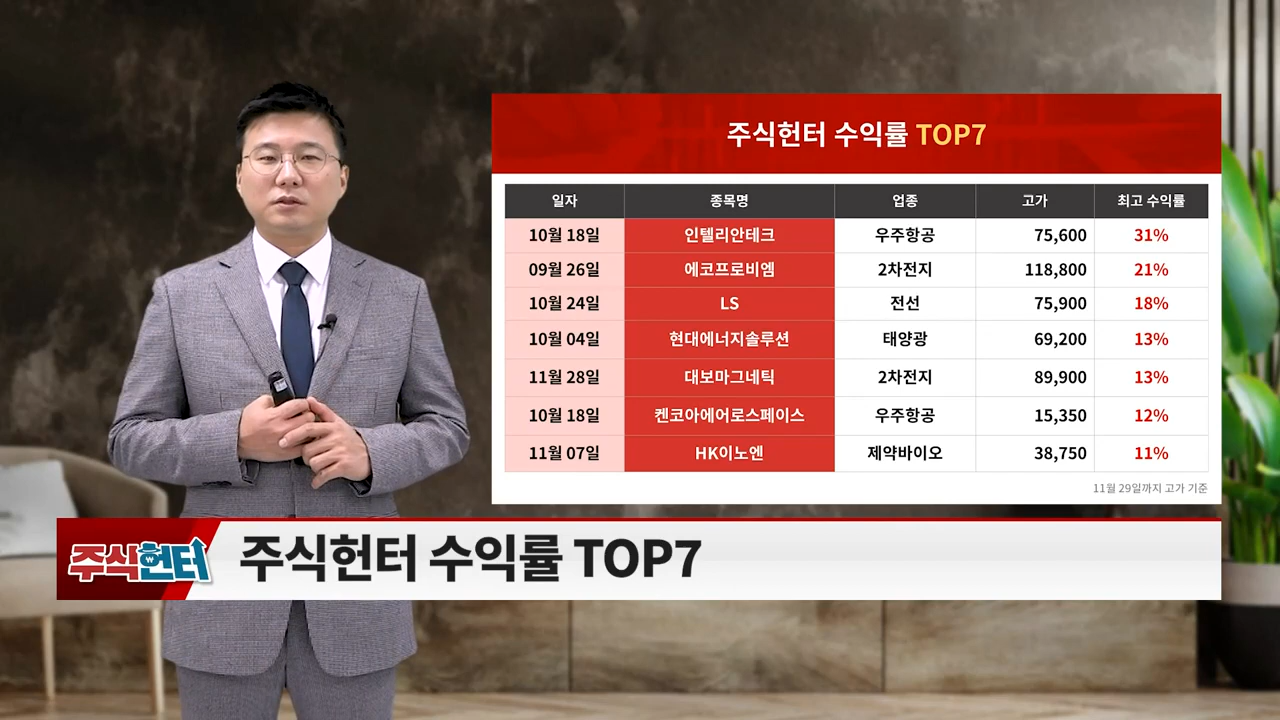 주식헌터 수익률 TOP7
일자 종목명 업종 고가 최고 수익률
10월 18일 인텔리안테크 우주항공 75,600 31%
09월 26일 에코프로비엠 2차전지 118,800 21%
10월 24일 LS 전선 75,900 18%
10월 04일 현대에너지솔루션 태양광 69,200 13%
11월 28일 대보마그네틱 2차전지 89,900 13%
10월 18일 켄코아에어로스페이스 우주항공 15,350 12%
11월 07일 HK이노엔 제약바이오 38,750 11%
11월 29일까지 고가 기준
주식헌터 주식헌터 수익률 TOP7